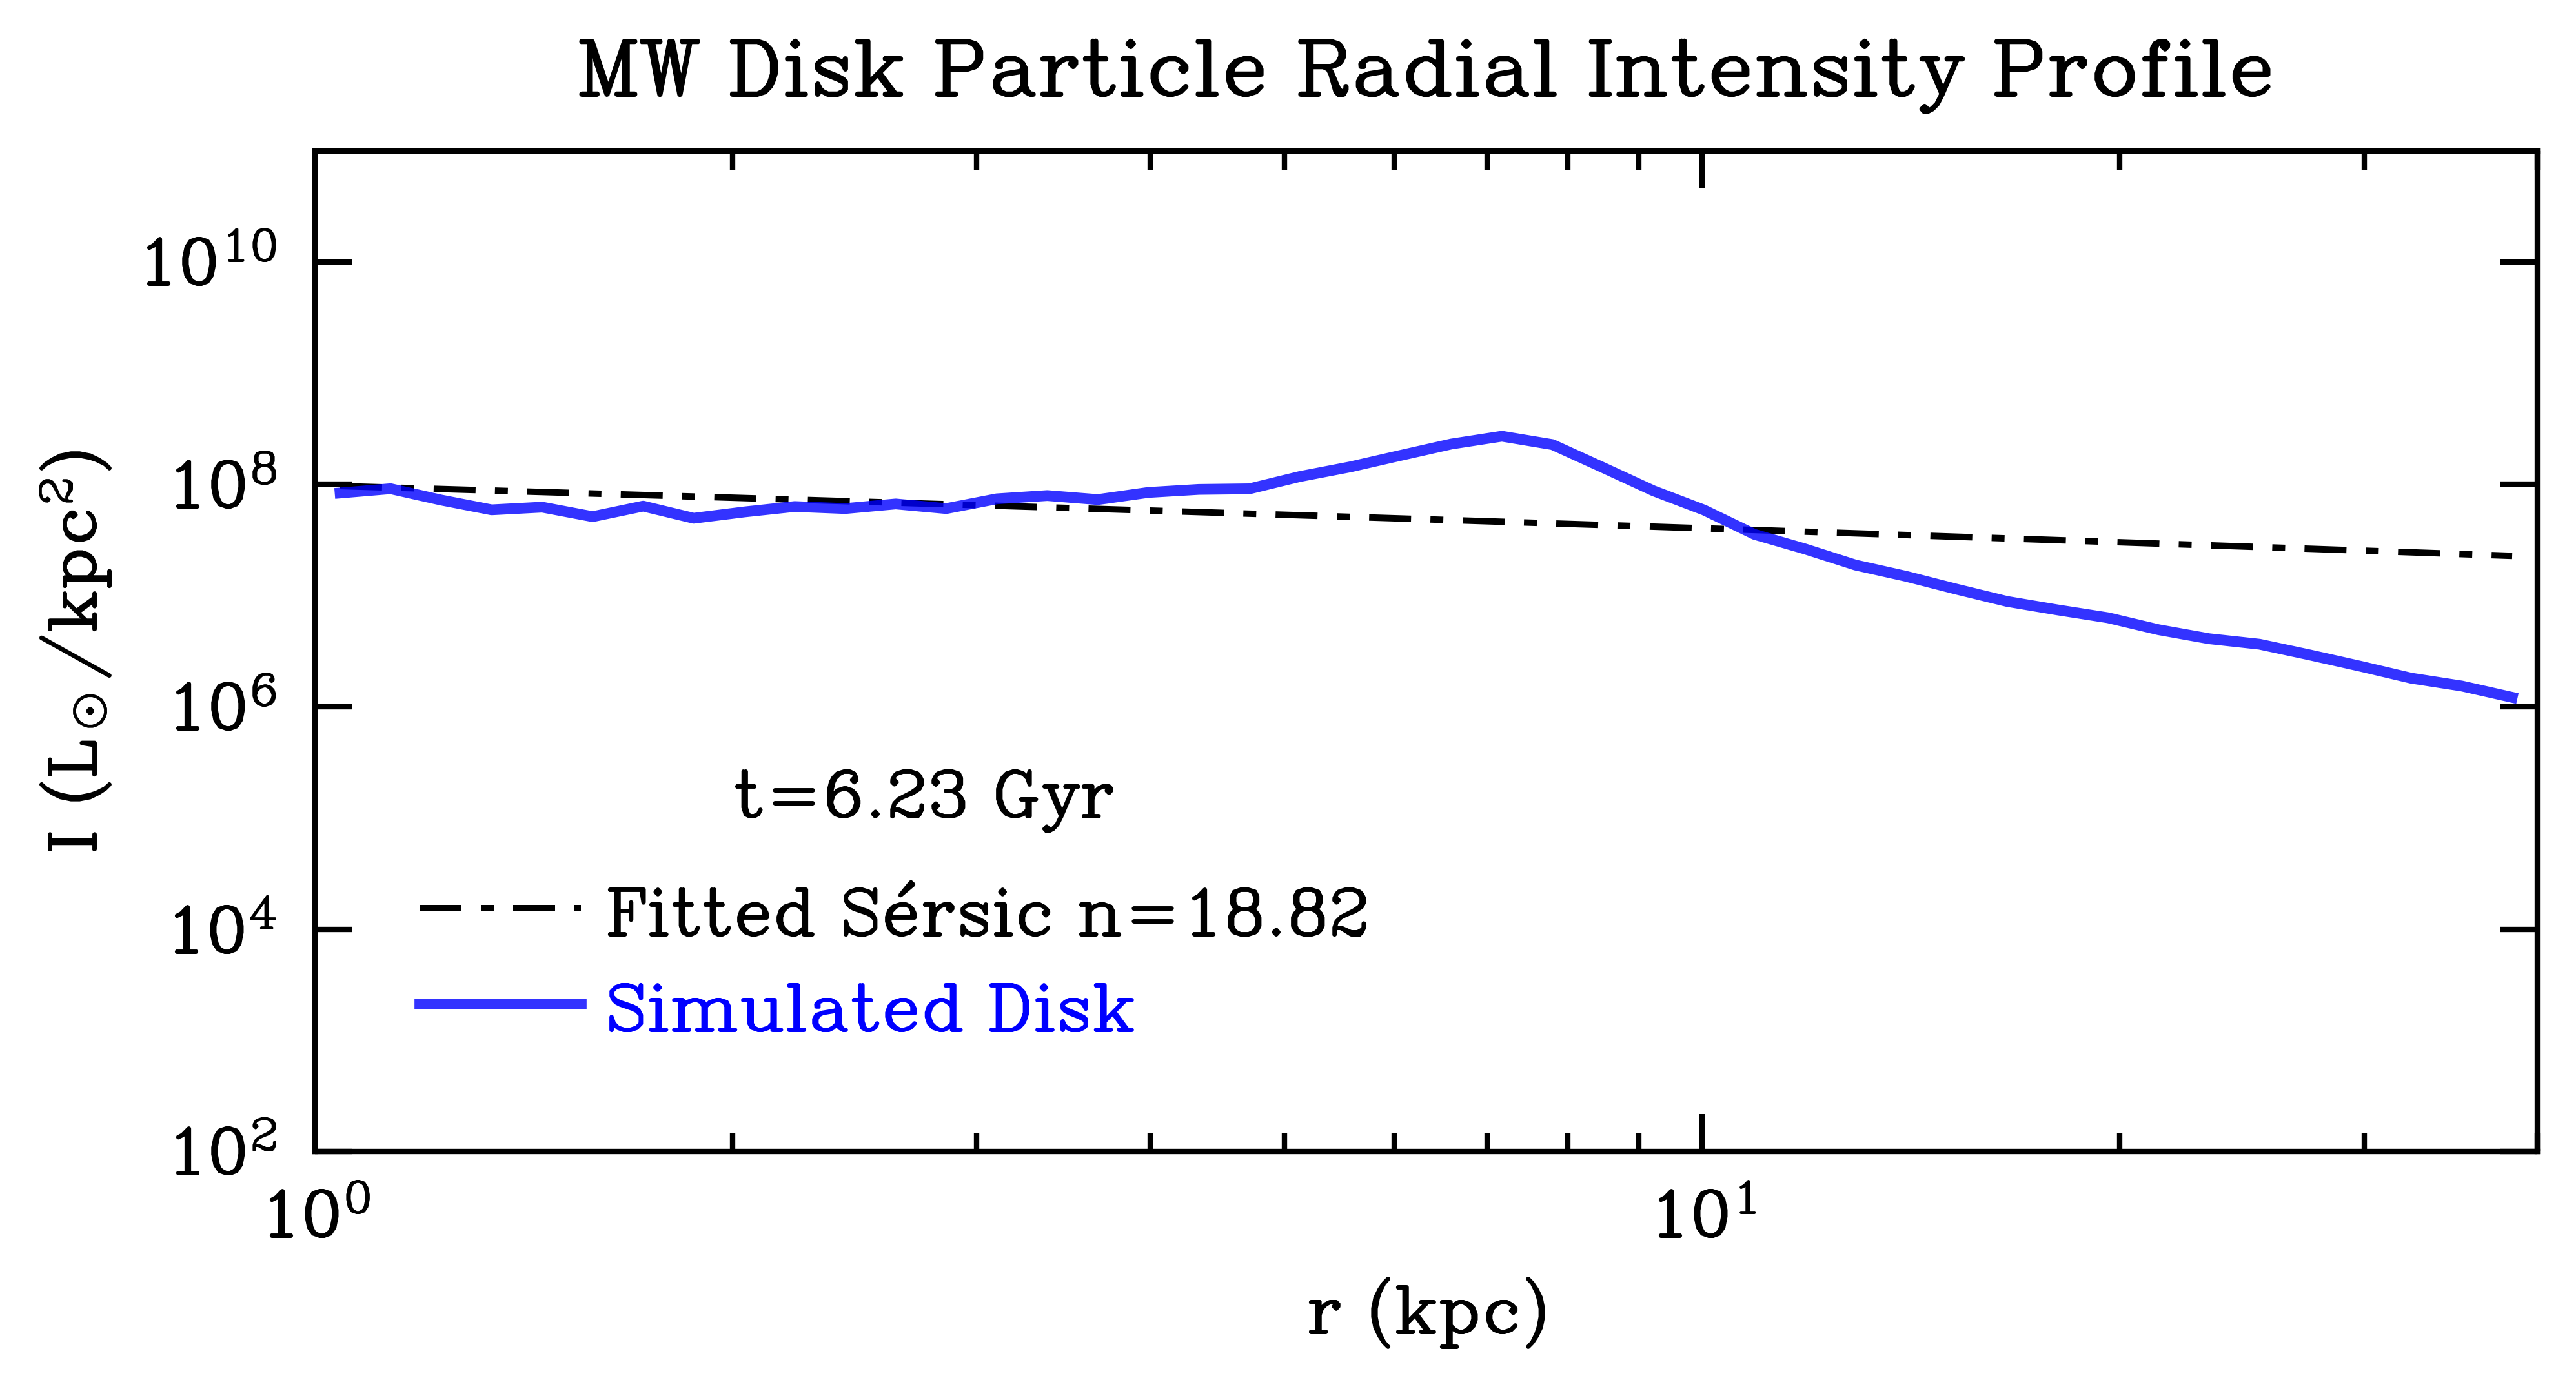 MW Disk Particle Radial Intensity Profile
10¹⁰
10⁸
10⁶
10⁴
10²
I (L⊙/kpc²)
t=6.23 Gyr
Fitted Sérsic n=18.82
Simulated Disk
10⁰ 10¹
r (kpc)